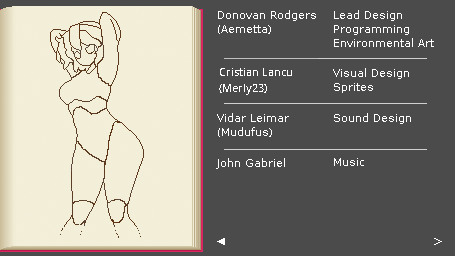 Donovan Rodgers Lead Design
(Aemetta) Programming
Environmental Art
Cristian Lancu Visual Design
(Merly23) Sprites
Vidar Leimar Sound Design
(Mudufus)
John Gabriel Music